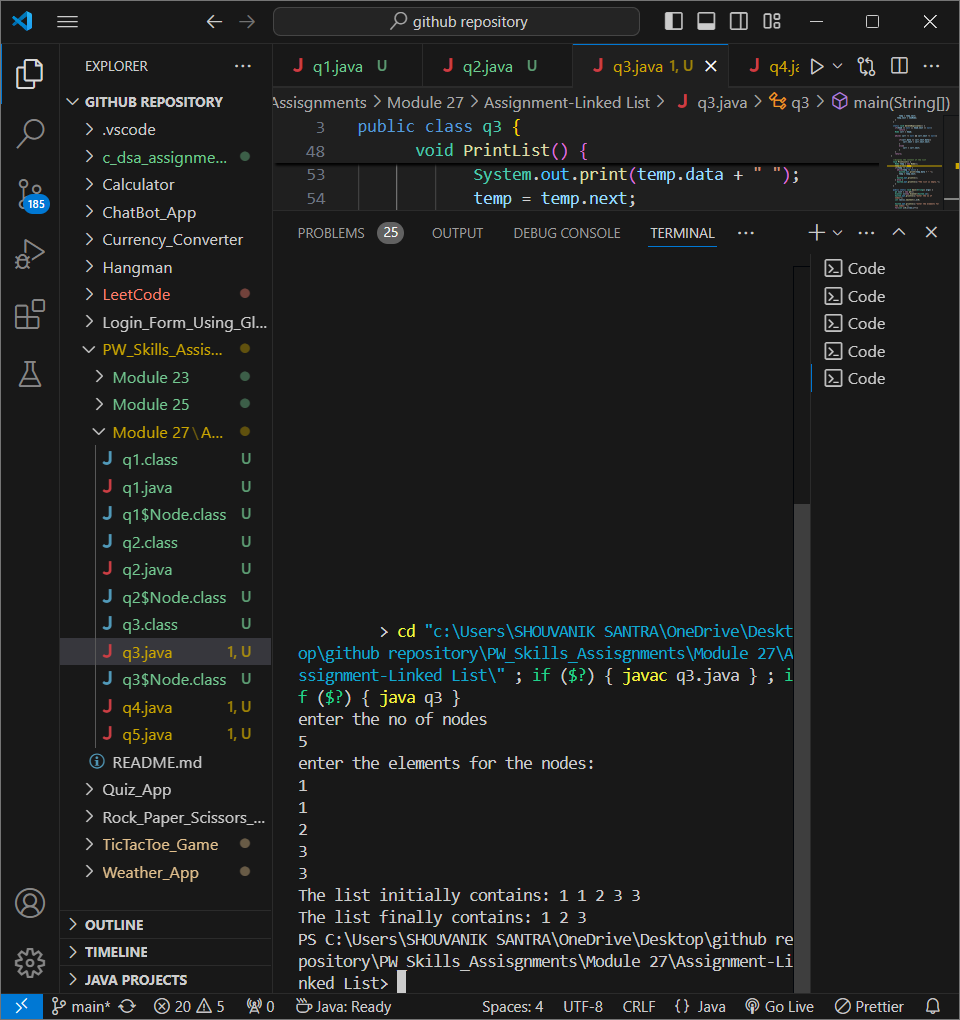 github repository
EXPLORER
GITHUB REPOSITORY
.vscode
c_dsa_assignme...
Calculator
ChatBot_App
Currency_Converter
Hangman
LeetCode
Login_Form_Using_Gl...
PW_Skills_Assis...
Module 23
Module 25
Module 27\A...
q1.class U
q1.java U
q1$Node.class U
q2.class U
q2.java U
q2$Node.class U
q3.class U
q3.java 1, U
q3$Node.class U
q4.java 1, U
q5.java 1, U
README.md
Quiz_App
Rock_Paper_Scissors_...
TicTacToe_Game
Weather_App
OUTLINE
TIMELINE
JAVA PROJECTS
185
q1.java U q2.java U q3.java 1, U q4.ja
Assisgnments > Module 27 > Assignment-Linked List > q3.java > q3 > main(String[])
3 public class q3 {
48 void PrintList() {
53 System.out.print(temp.data + " ");
54 temp = temp.next;
PROBLEMS 25 OUTPUT DEBUG CONSOLE TERMINAL
Code
Code
Code
Code
Code
> cd "c:\Users\SHOUVANIK SANTRA\OneDrive\Deskt
op\github repository\PW_Skills_Assisgnments\Module 27\A
ssignment-Linked List\" ; if ($?) { javac q3.java } ; i
f ($?) { java q3 }
enter the no of nodes
5
enter the elements for the nodes:
1
1
2
3
3
The list initially contains: 1 1 2 3 3
The list finally contains: 1 2 3
PS C:\Users\SHOUVANIK SANTRA\OneDrive\Desktop\github re
pository\PW_Skills_Assisgnments\Module 27\Assignment-Li
nked List>
main* 20 5 0 Java: Ready Spaces: 4 UTF-8 CRLF {} Java Go Live Prettier